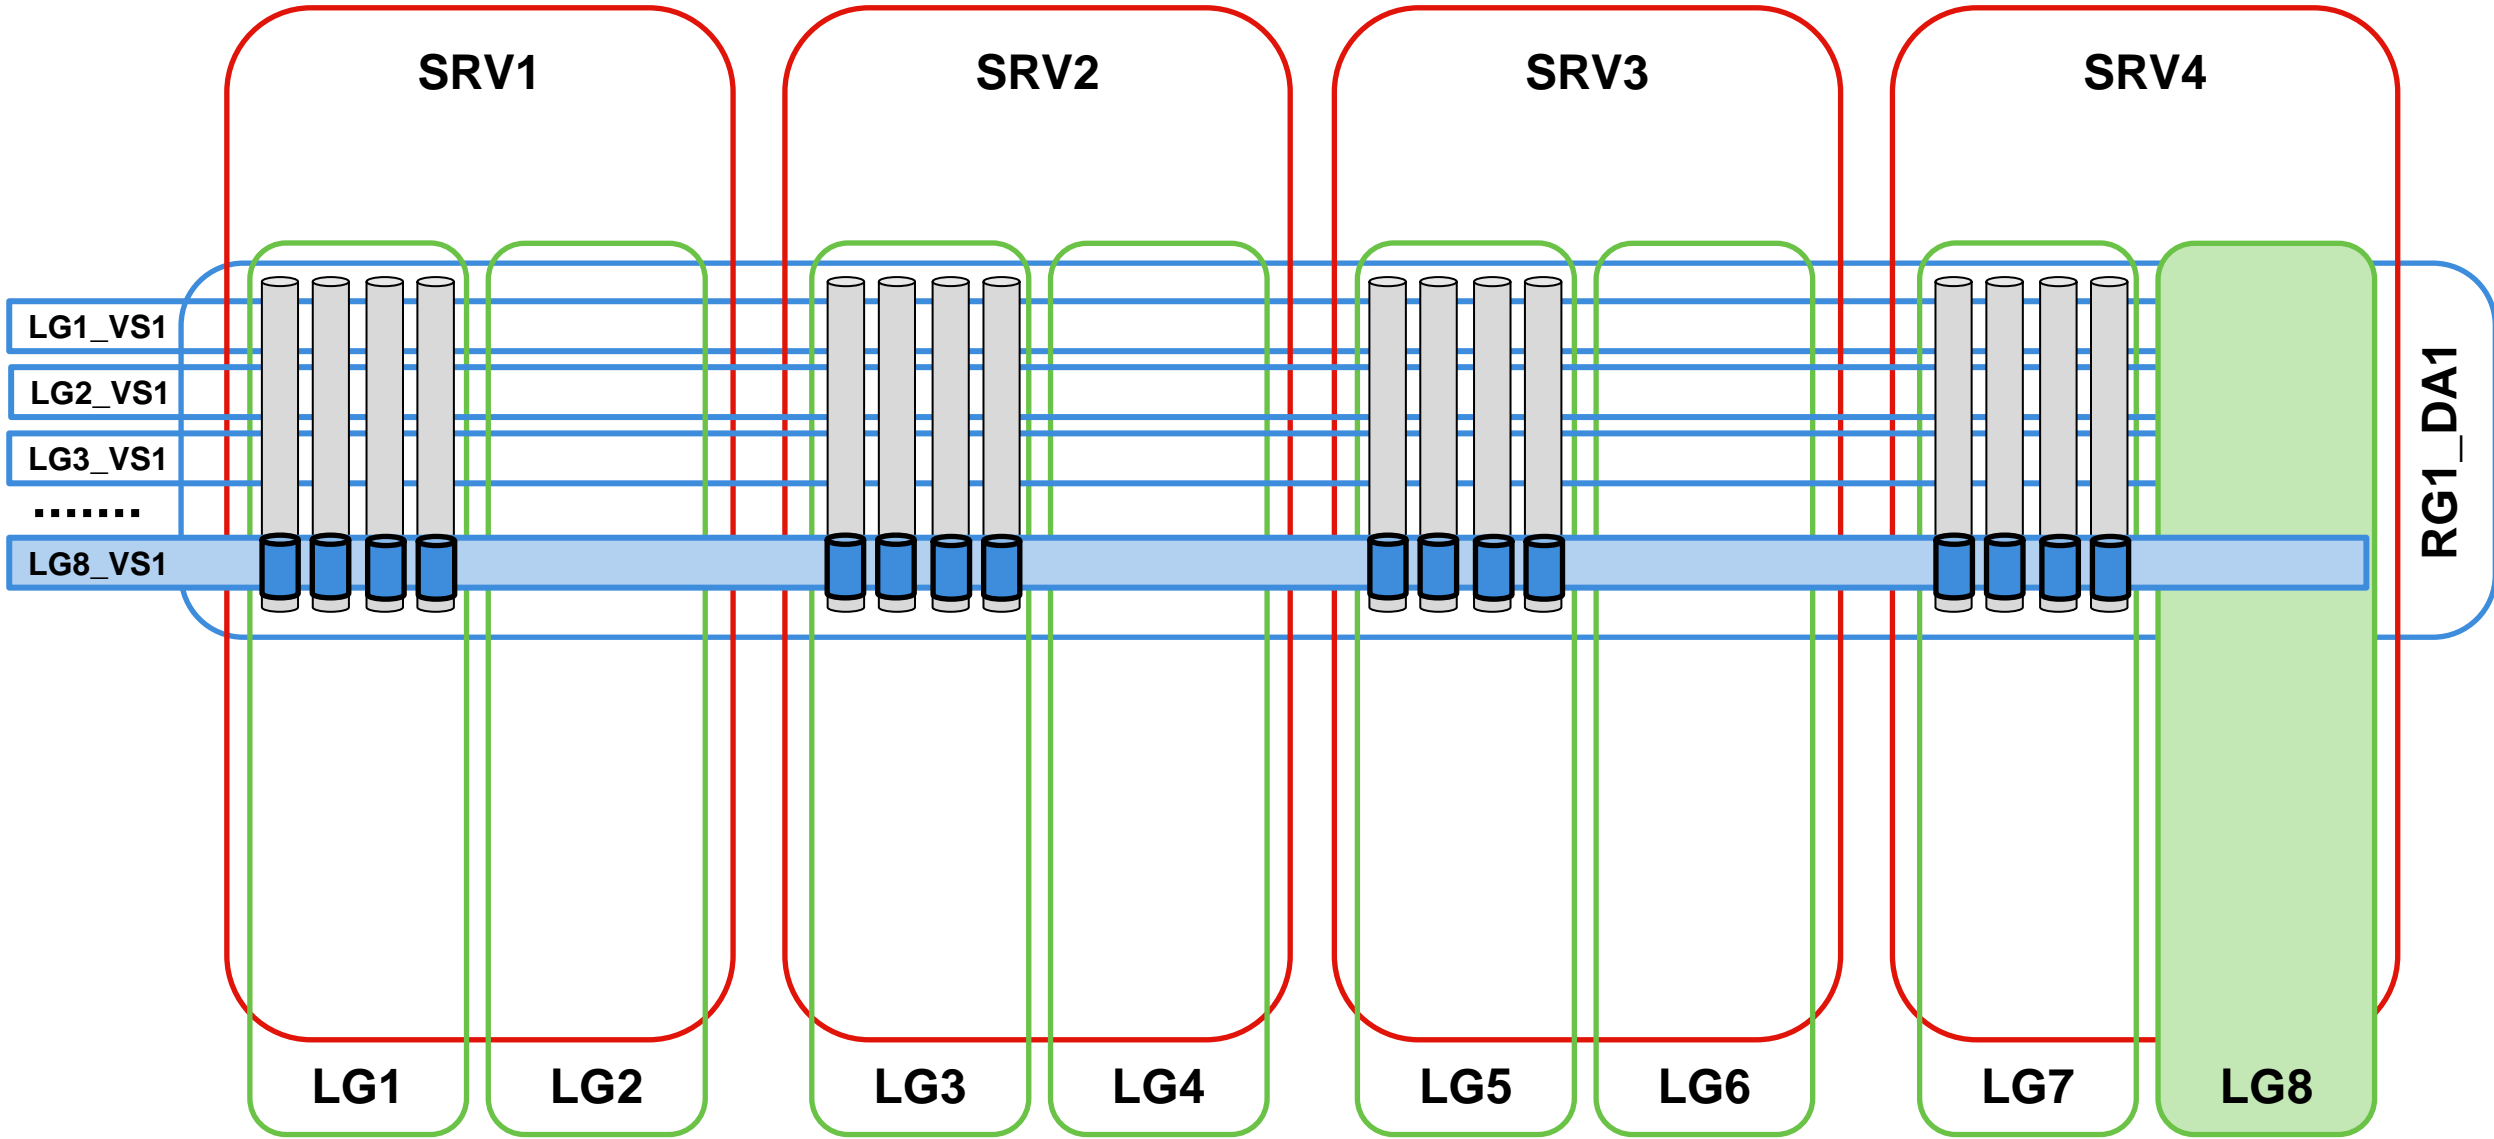 SRV1
SRV2
SRV3
SRV4
LG1_VS1
LG2_VS1
LG3_VS1
.......
LG8_VS1
RG1_DA1
LG1
LG2
LG3
LG4
LG5
LG6
LG7
LG8